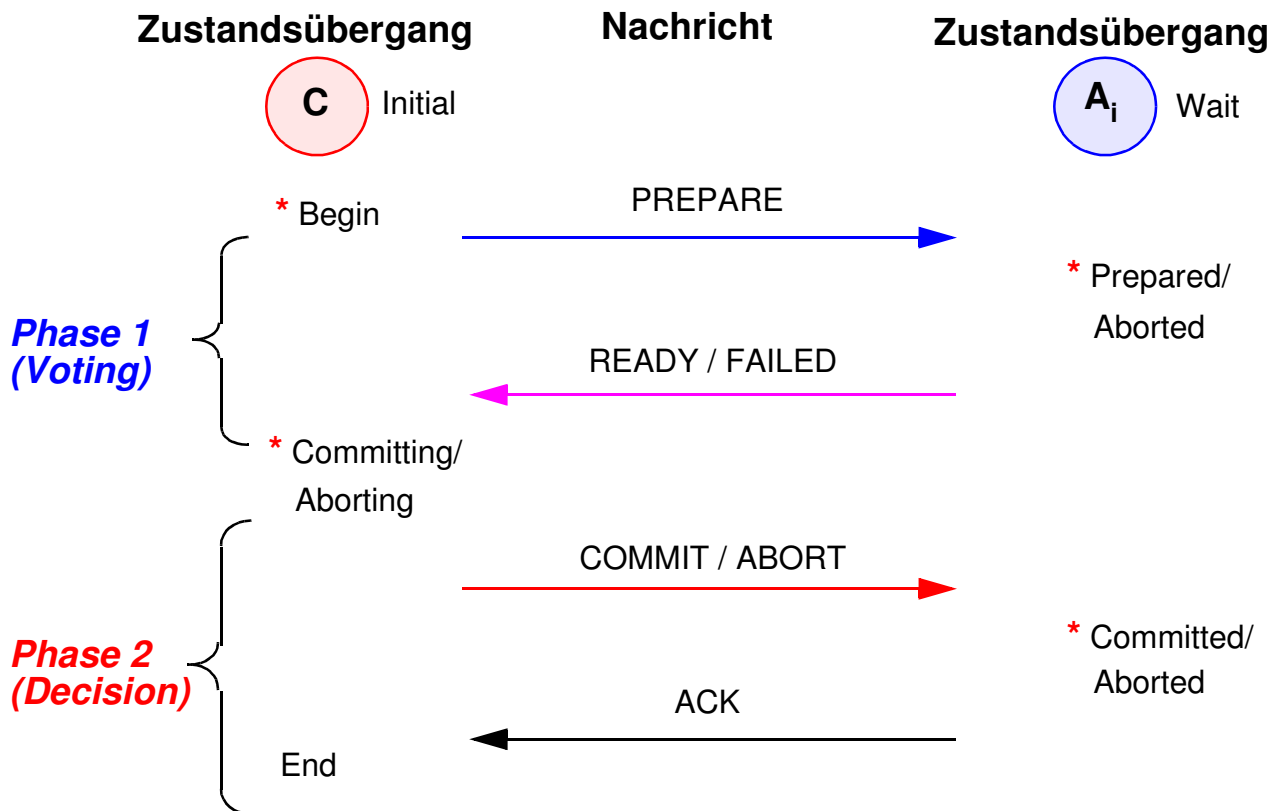 Zustandsübergang Nachricht Zustandsübergang
C Initial
Ai Wait
* Begin
PREPARE
* Prepared/
Aborted
Phase 1
(Voting)
READY / FAILED
* Committing/
Aborting
COMMIT / ABORT
* Committed/
Aborted
Phase 2
(Decision)
ACK
End